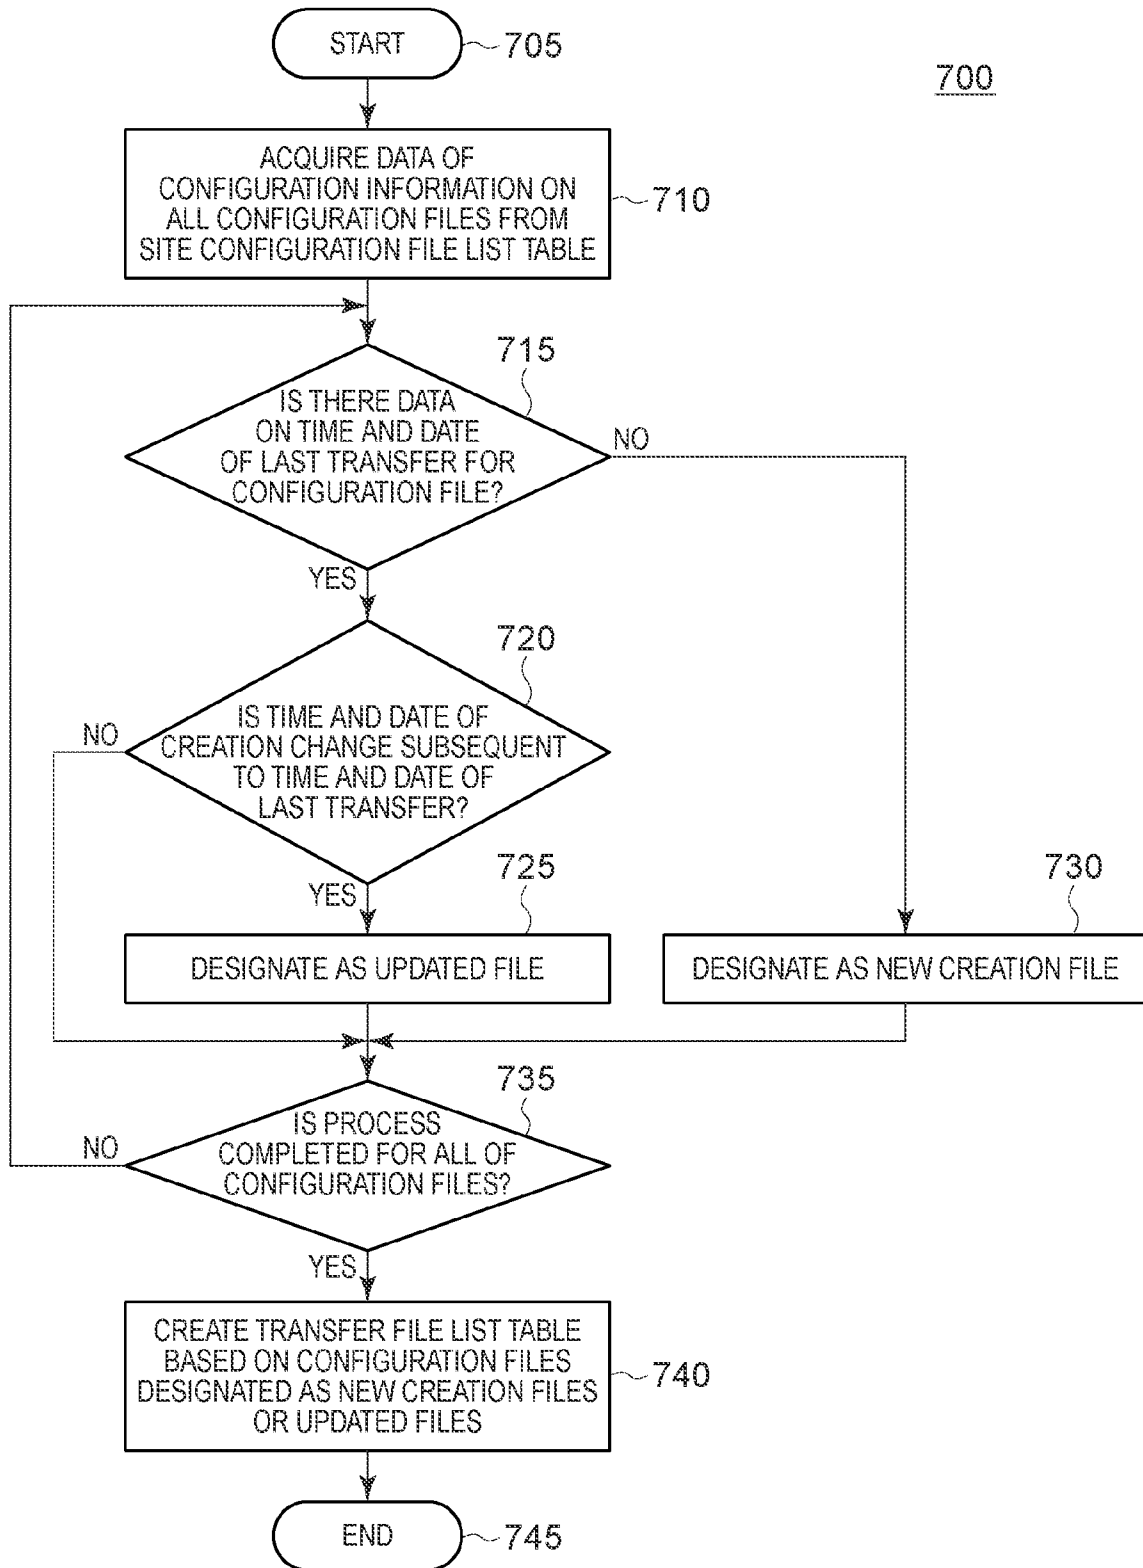 START
705
700
ACQUIRE DATA OF
CONFIGURATION INFORMATION ON
ALL CONFIGURATION FILES FROM
SITE CONFIGURATION FILE LIST TABLE
710
715
IS THERE DATA
ON TIME AND DATE
OF LAST TRANSFER FOR
CONFIGURATION FILE?
NO
YES
720
IS TIME AND DATE OF
CREATION CHANGE SUBSEQUENT
TO TIME AND DATE OF
LAST TRANSFER?
NO
YES
725
730
DESIGNATE AS UPDATED FILE
DESIGNATE AS NEW CREATION FILE
735
IS PROCESS
COMPLETED FOR ALL OF
CONFIGURATION FILES?
NO
YES
CREATE TRANSFER FILE LIST TABLE
BASED ON CONFIGURATION FILES
DESIGNATED AS NEW CREATION FILES
OR UPDATED FILES
740
END
745